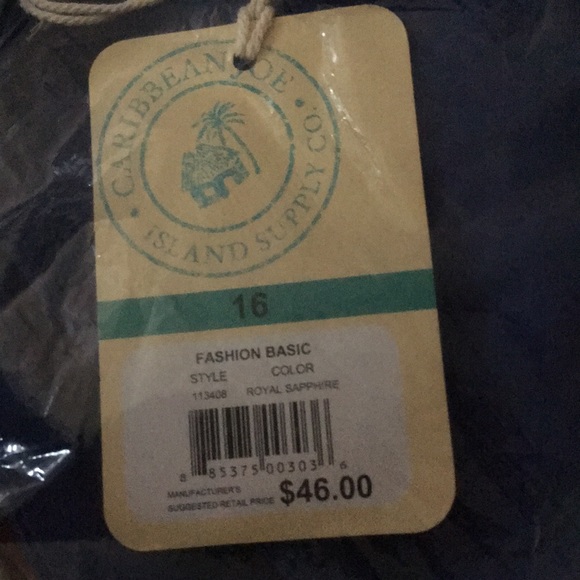 CARIBBEAN JOE
ISLAND SUPPLY CO.
16
FASHION BASIC
STYLE COLOR
113408 ROYAL SAPPHIRE
8 85375 00303 6
MANUFACTURER'S
SUGGESTED RETAIL PRICE $46.00